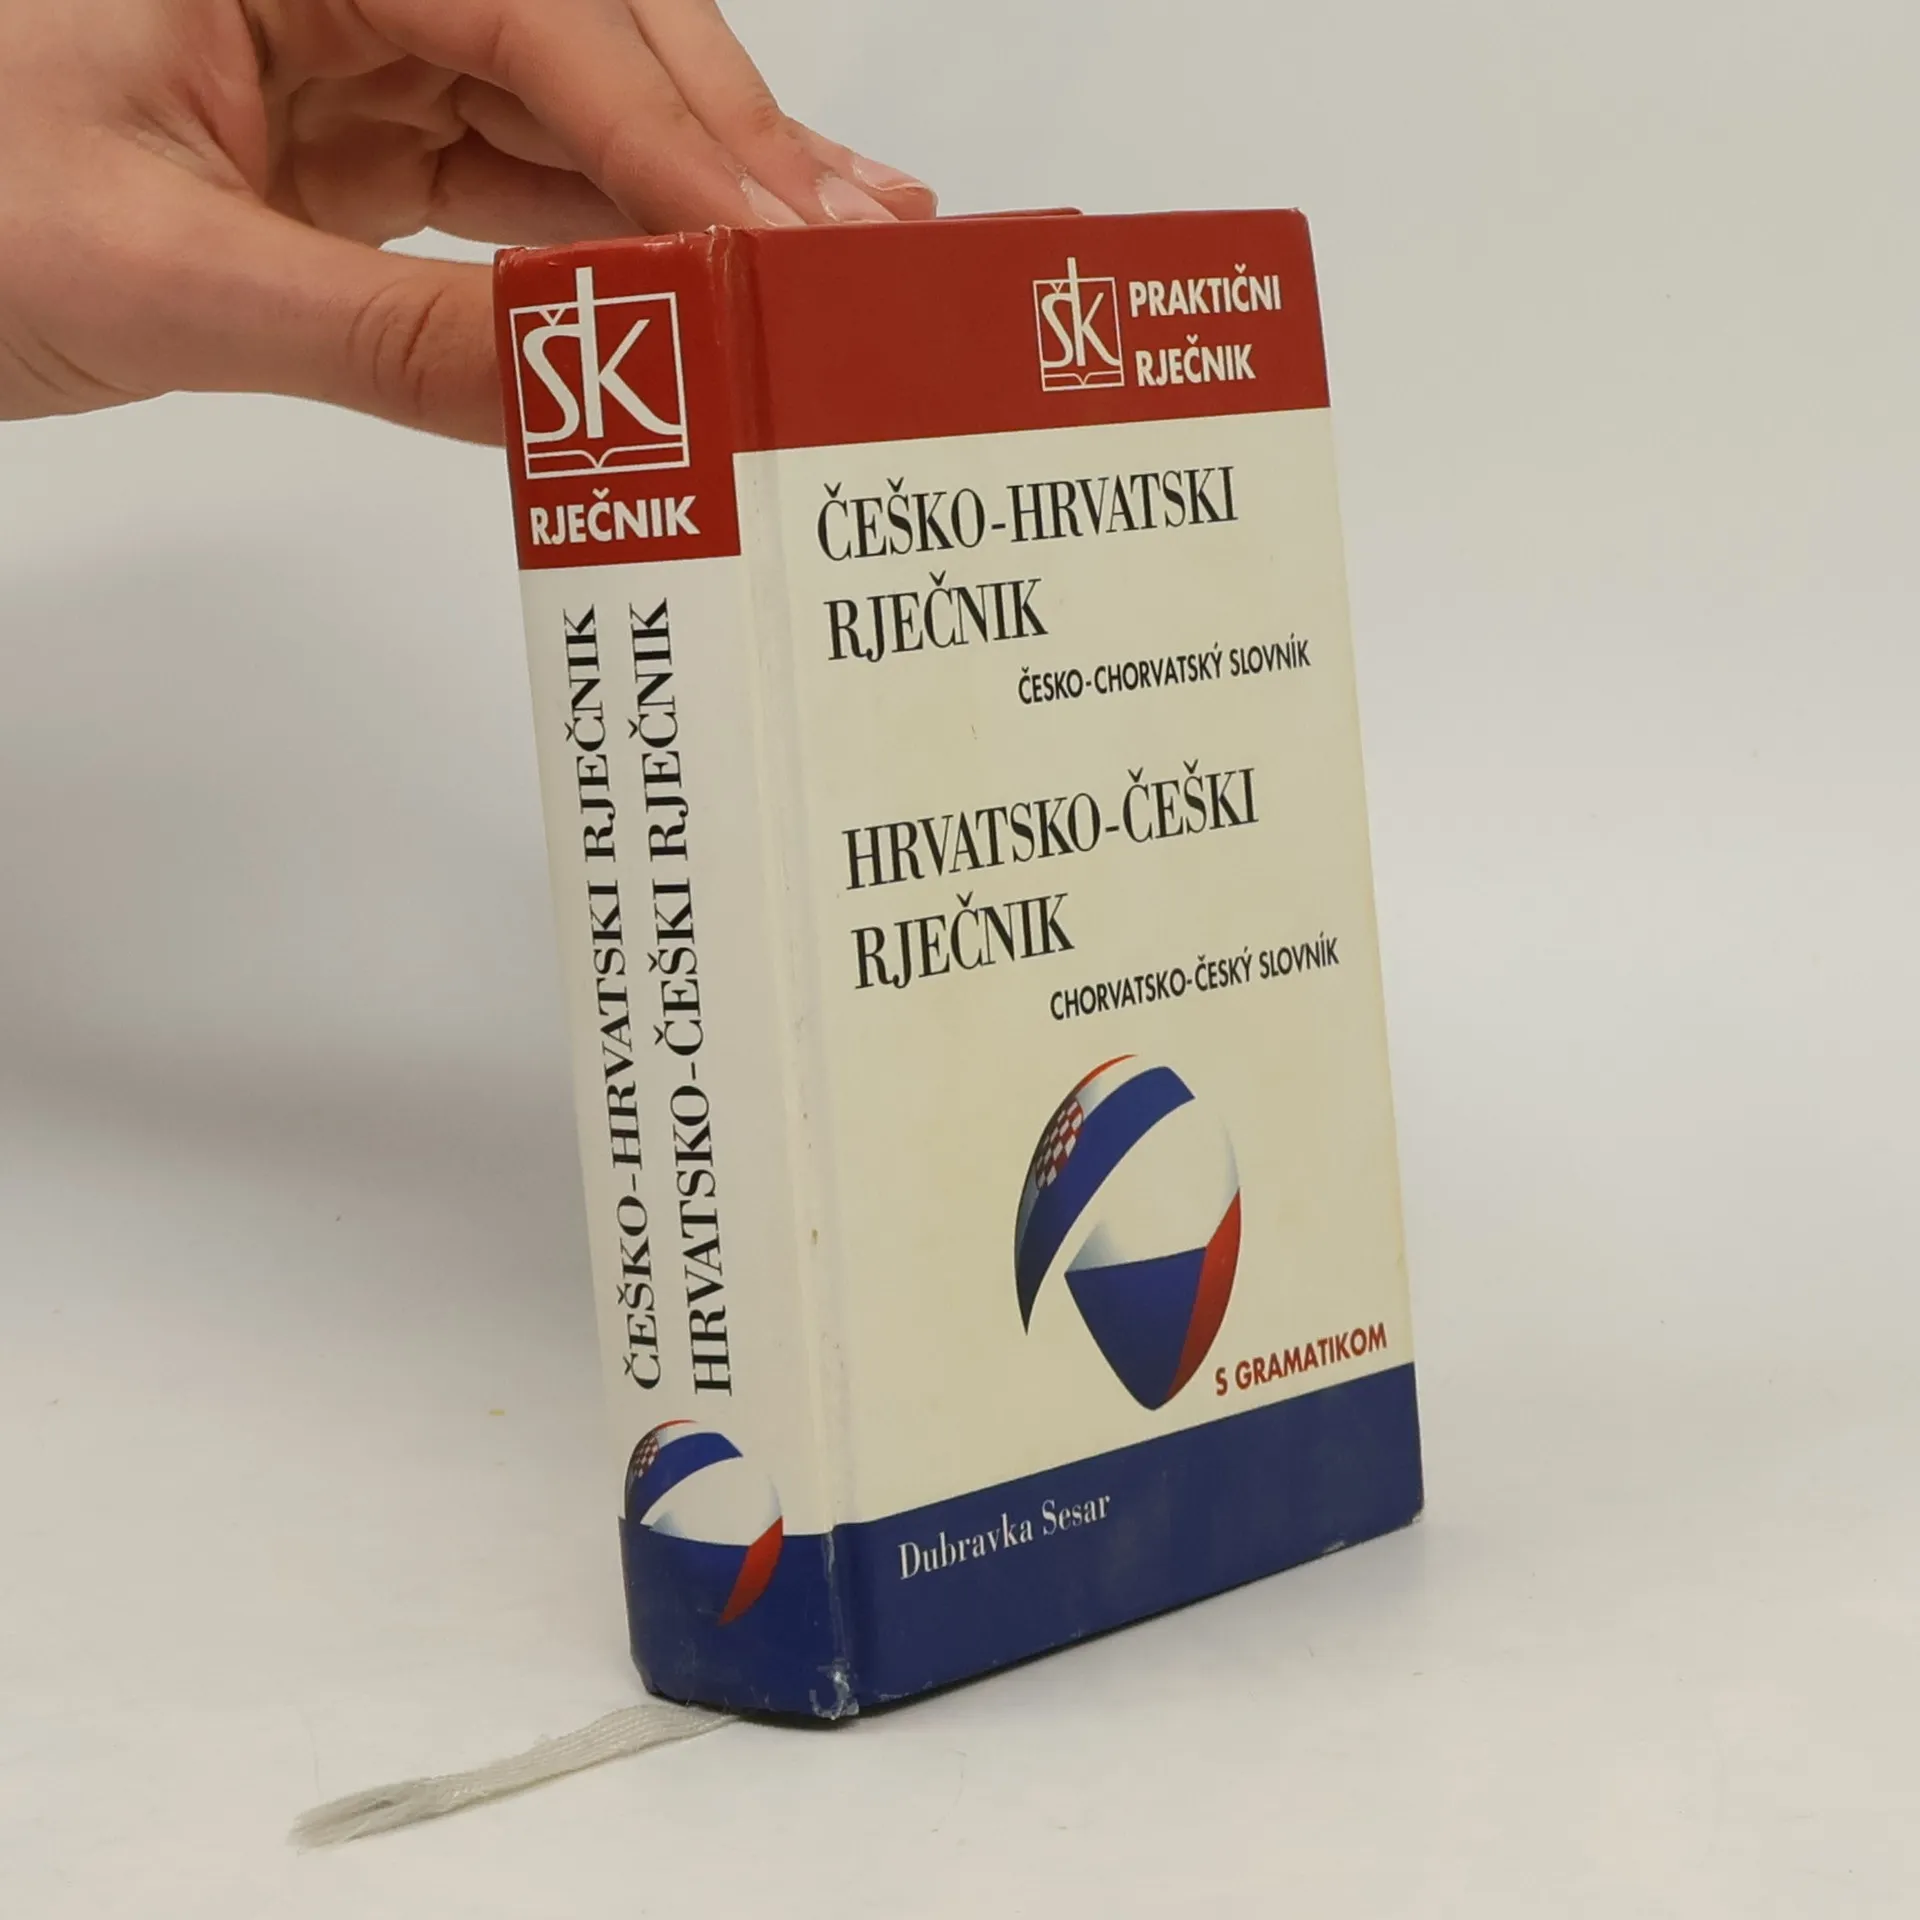 ŠK
RJEČNIK
ČEŠKO-HRVATSKI RJEČNIK
HRVATSKO-ČEŠKI RJEČNIK
ŠK
PRAKTIČNI
RJEČNIK
ČEŠKO-HRVATSKI
RJEČNIK
ČESKO-CHORVATSKÝ SLOVNÍK
HRVATSKO-ČEŠKI
RJEČNIK
CHORVATSKO-ČESKÝ SLOVNÍK
S GRAMATIKOM
Dubravka Sesar